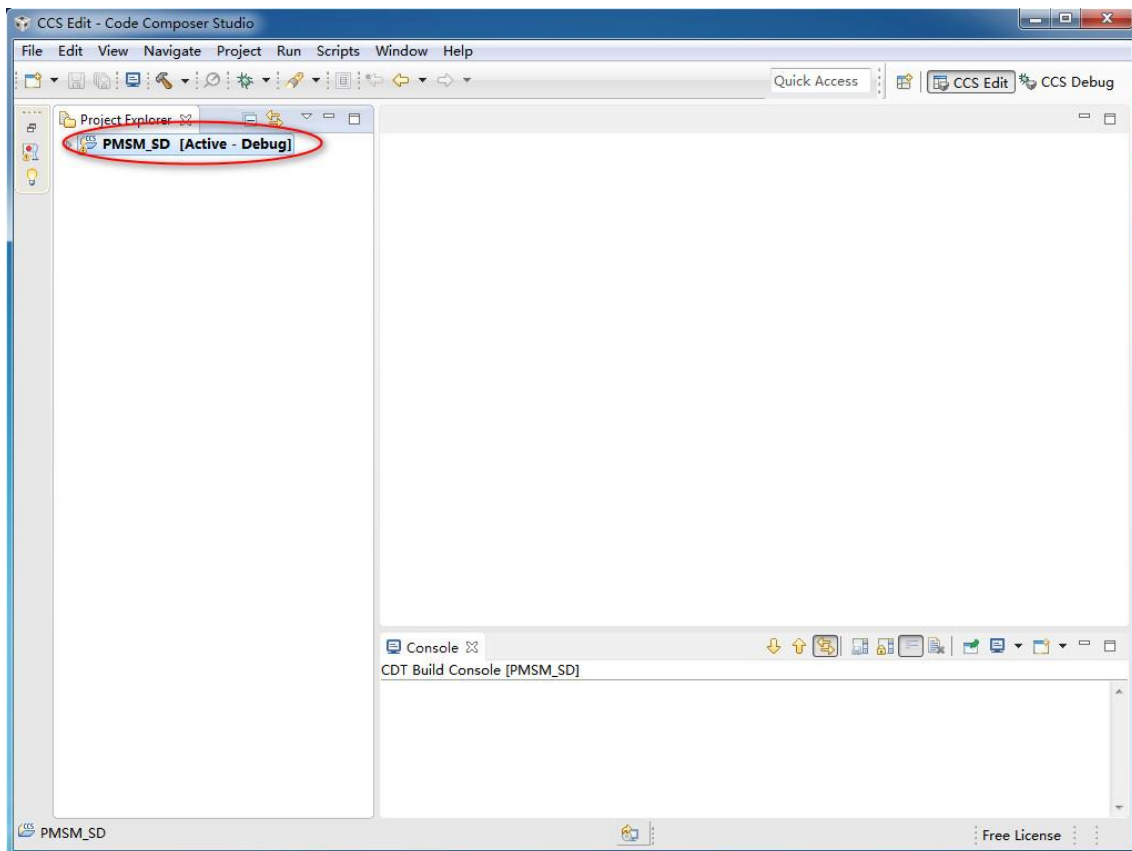 CCS Edit - Code Composer Studio
File Edit View Navigate Project Run Scripts Window Help
Quick Access CCS Edit CCS Debug
Project Explorer
PMSM_SD [Active - Debug]
Console
CDT Build Console [PMSM_SD]
PMSM_SD Free License